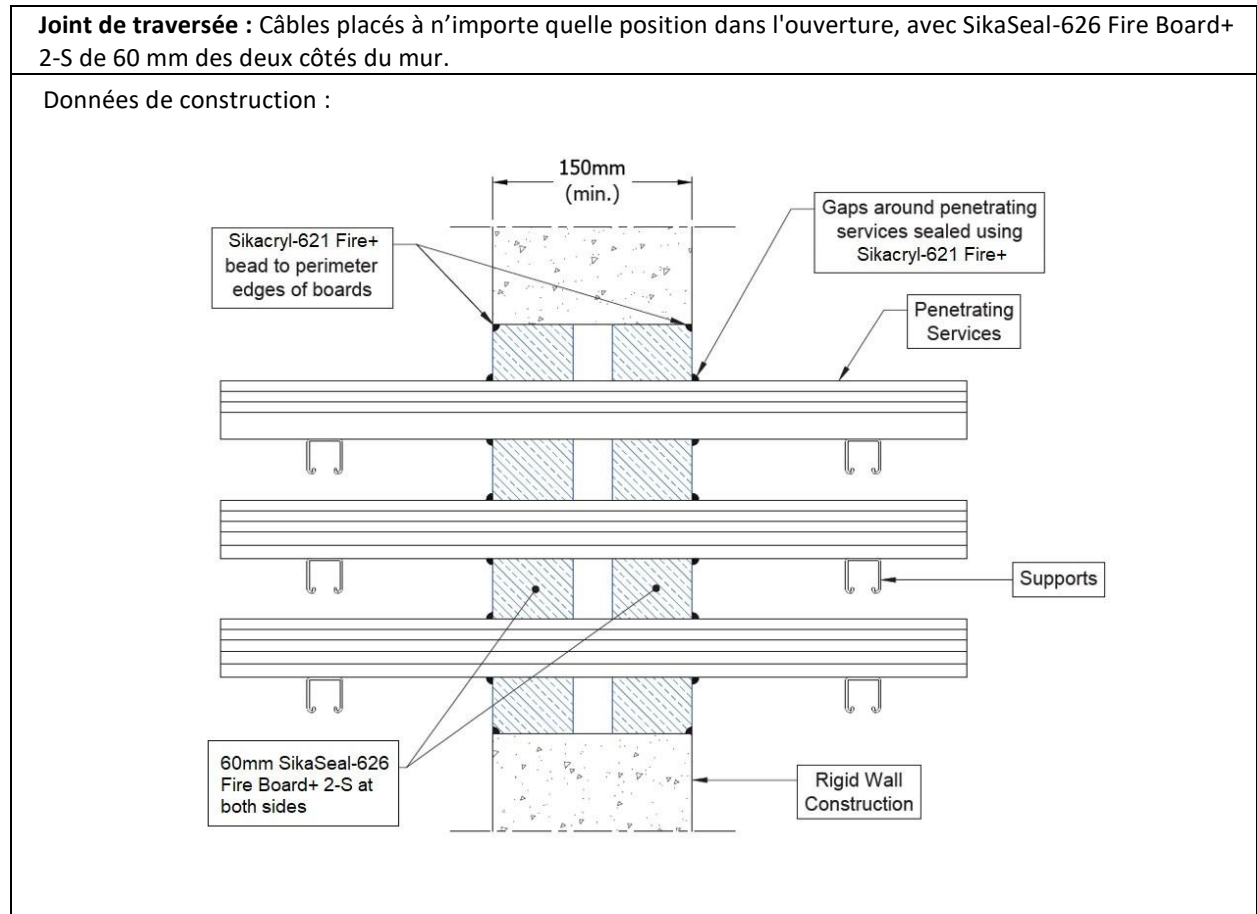 Joint de traversée : Câbles placés à n’importe quelle position dans l'ouverture, avec SikaSeal-626 Fire Board+
2-S de 60 mm des deux côtés du mur.
Données de construction :
150mm
(min.)
Sikacryl-621 Fire+
bead to perimeter
edges of boards
Gaps around penetrating
services sealed using
Sikacryl-621 Fire+
Penetrating
Services
Supports
60mm SikaSeal-626
Fire Board+ 2-S at
both sides
Rigid Wall
Construction